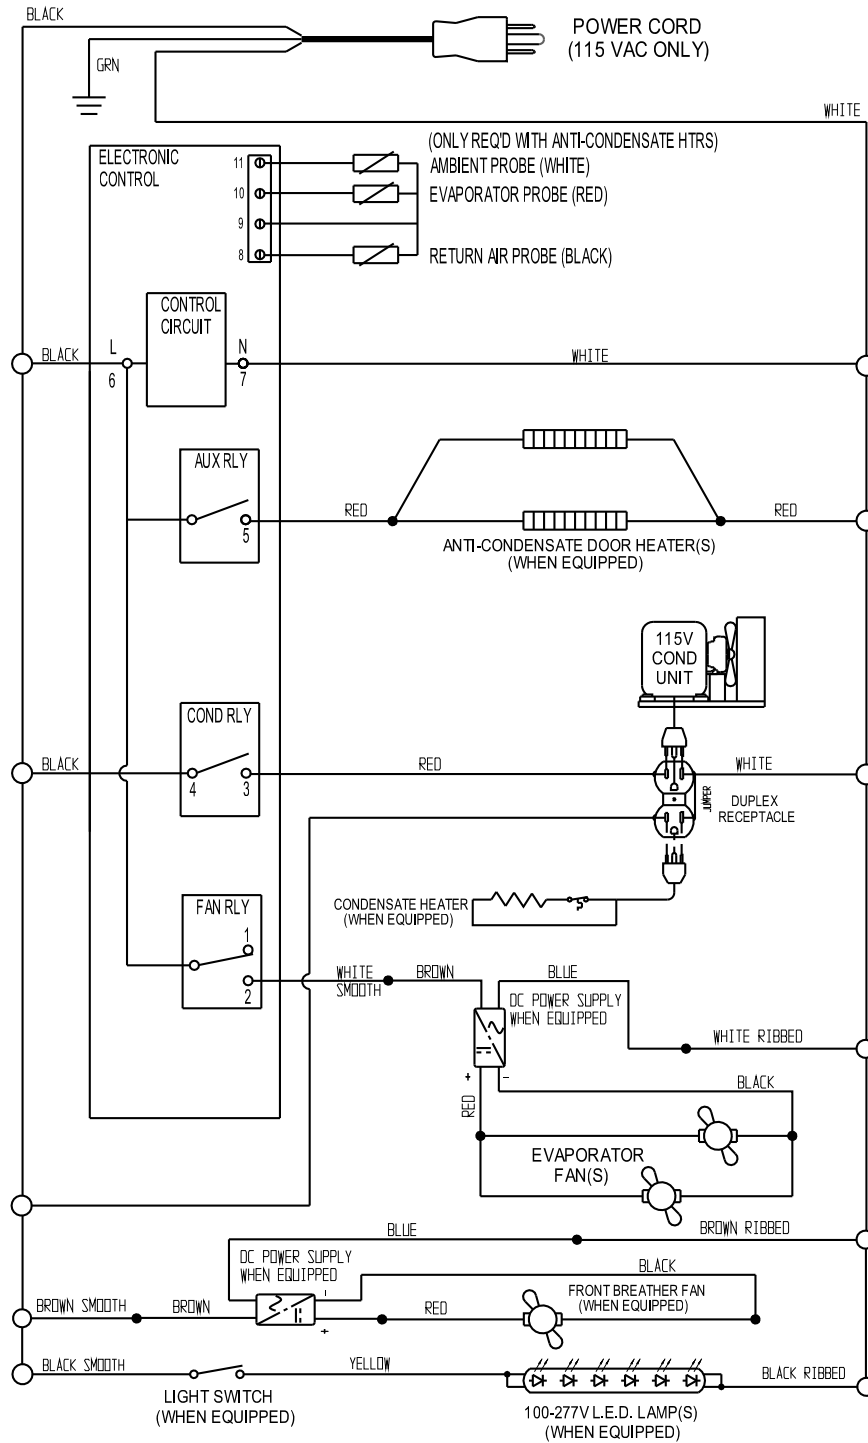 BLACK
POWER CORD
(115 VAC ONLY)
GRN
WHITE
(ONLY REQ'D WITH ANTI-CONDENSATE HTRS)
ELECTRONIC
CONTROL
11
AMBIENT PROBE (WHITE)
10
EVAPORATOR PROBE (RED)
9
8
RETURN AIR PROBE (BLACK)
CONTROL
CIRCUIT
BLACK
L
6
N
7
WHITE
AUX RLY
5
RED
RED
ANTI-CONDENSATE DOOR HEATER(S)
(WHEN EQUIPPED)
115V
COND
UNIT
COND RLY
BLACK
4
3
RED
WHITE
JUMPER
DUPLEX
RECEPTACLE
CONDENSATE HEATER
(WHEN EQUIPPED)
FAN RLY
1
2
WHITE
SMOOTH
BROWN
BLUE
DC POWER SUPPLY
WHEN EQUIPPED
WHITE RIBBED
+
-
RED
BLACK
EVAPORATOR
FAN(S)
BLUE
BROWN RIBBED
DC POWER SUPPLY
WHEN EQUIPPED
-
BLACK
FRONT BREATHER FAN
(WHEN EQUIPPED)
BROWN SMOOTH
BROWN
+
RED
BLACK SMOOTH
YELLOW
BLACK RIBBED
LIGHT SWITCH
(WHEN EQUIPPED)
100-277V L.E.D. LAMP(S)
(WHEN EQUIPPED)